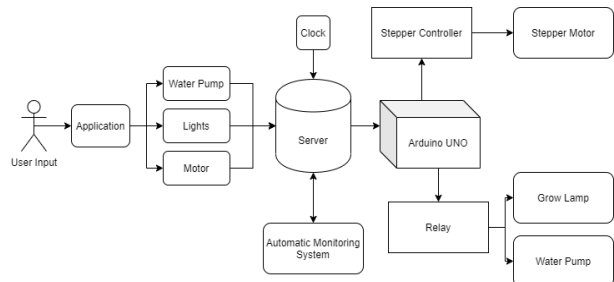 Clock
Stepper Controller
Stepper Motor
Water Pump
Application
Lights
Server
Arduino UNO
User Input
Motor
Grow Lamp
Relay
Automatic Monitoring
System
Water Pump